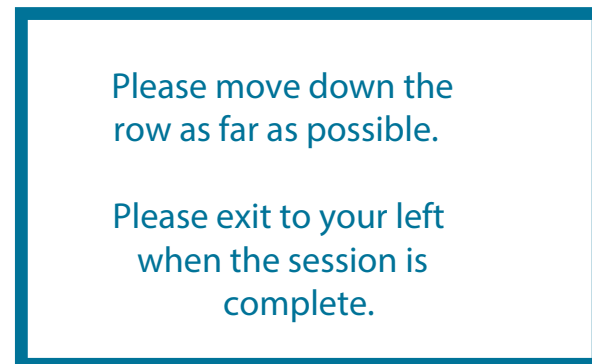 Please move down the
row as far as possible.
Please exit to your left
when the session is
complete.